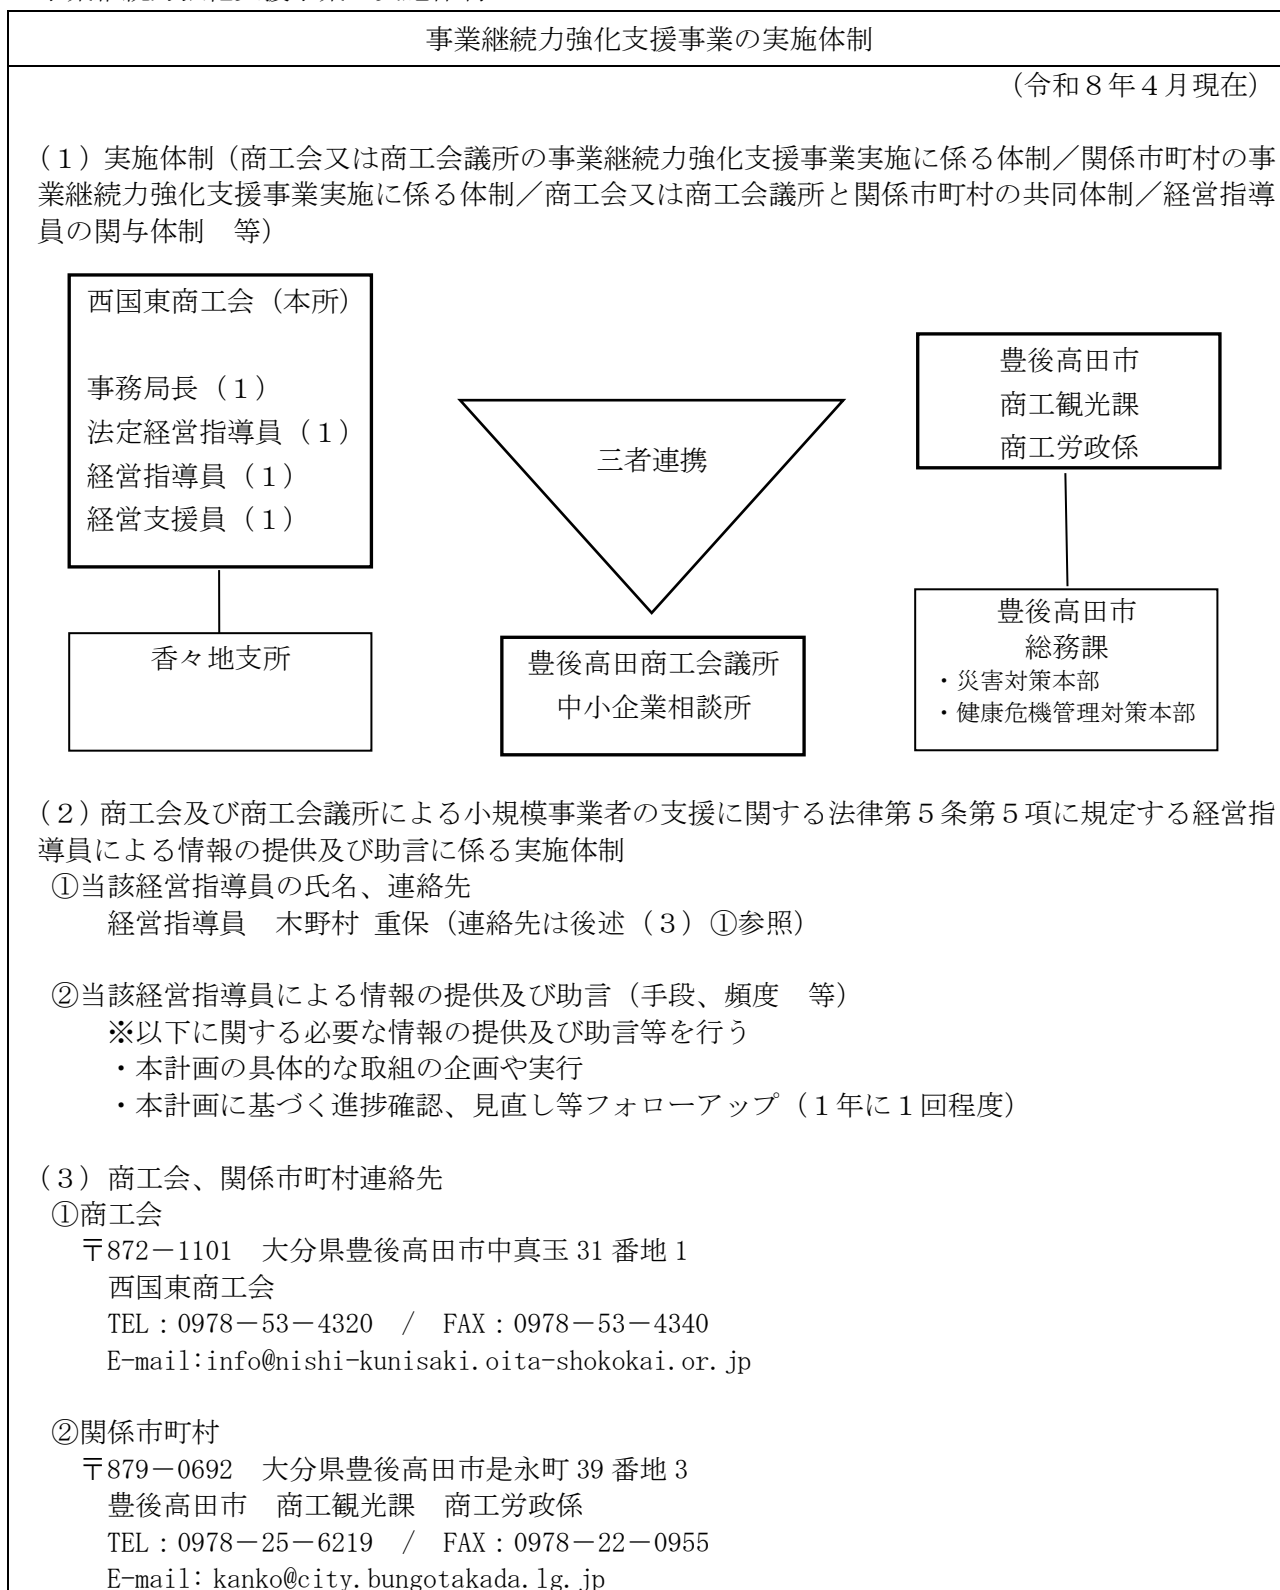 事業継続力強化支援事業の実施体制
（令和８年４月現在）
（１）実施体制（商工会又は商工会議所の事業継続力強化支援事業実施に係る体制／関係市町村の事
業継続力強化支援事業実施に係る体制／商工会又は商工会議所と関係市町村の共同体制／経営指導
員の関与体制　等）
西国東商工会（本所）
事務局長（１）
法定経営指導員（１）
経営指導員（１）
経営支援員（１）
香々地支所
三者連携
豊後高田商工会議所
中小企業相談所
豊後高田市
商工観光課
商工労政係
豊後高田市
総務課
・災害対策本部
・健康危機管理対策本部
（２）商工会及び商工会議所による小規模事業者の支援に関する法律第５条第５項に規定する経営指
導員による情報の提供及び助言に係る実施体制
①当該経営指導員の氏名、連絡先
経営指導員　木野村 重保（連絡先は後述（３）①参照）
②当該経営指導員による情報の提供及び助言（手段、頻度　等）
※以下に関する必要な情報の提供及び助言等を行う
・本計画の具体的な取組の企画や実行
・本計画に基づく進捗確認、見直し等フォローアップ（１年に１回程度）
（３）商工会、関係市町村連絡先
①商工会
〒872－1101　大分県豊後高田市中真玉 31 番地 1
西国東商工会
TEL：0978－53－4320　/　FAX：0978－53－4340
E-mail:info@nishi-kunisaki.oita-shokokai.or.jp
②関係市町村
〒879－0692　大分県豊後高田市是永町 39 番地 3
豊後高田市　商工観光課　商工労政係
TEL：0978－25－6219　/　FAX：0978－22－0955
E-mail: kanko@city.bungotakada.lg.jp